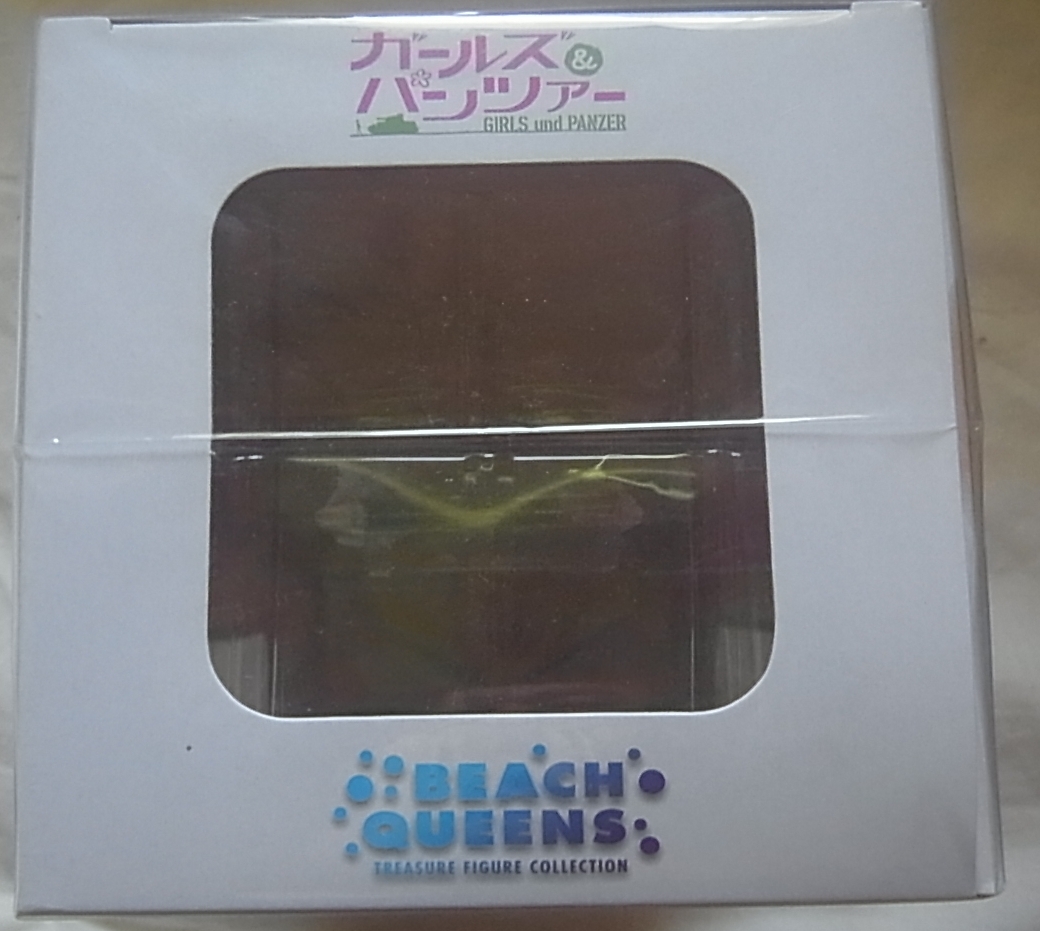 ガールズ&
パンツァー
GIRLS und PANZER
BEACH
QUEENS
TREASURE FIGURE COLLECTION